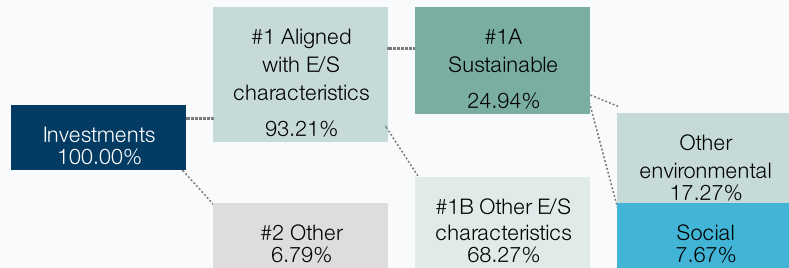 #1 Aligned
with E/S
characteristics
93.21%
#1A
Sustainable
24.94%
Investments
100.00%
Other
environmental
17.27%
#2 Other
6.79%
#1B Other E/S
characteristics
68.27%
Social
7.67%